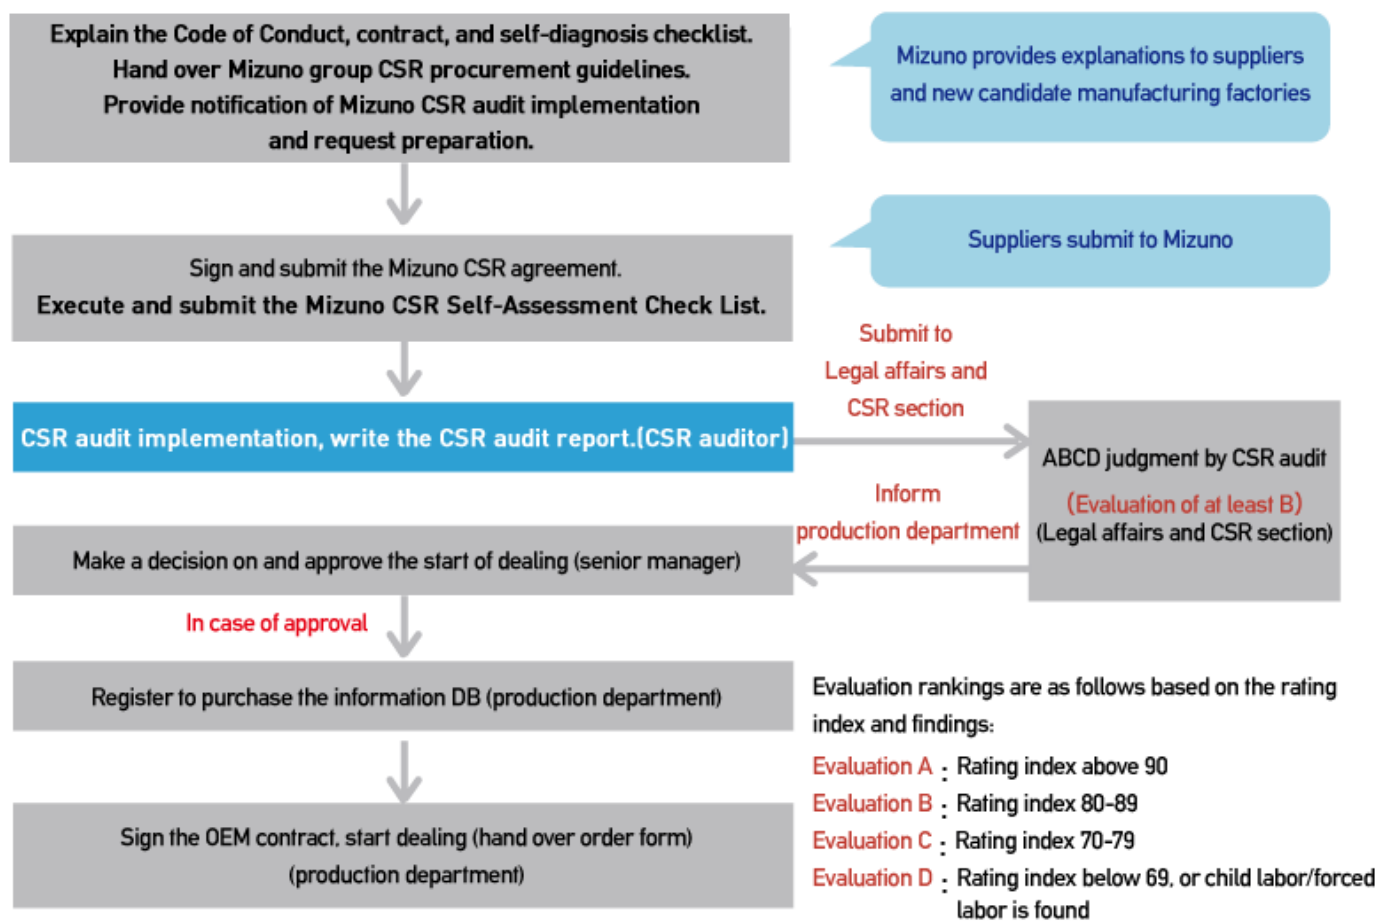 Explain the Code of Conduct, contract, and self-diagnosis checklist.
Hand over Mizuno group CSR procurement guidelines.
Provide notification of Mizuno CSR audit implementation
and request preparation.
Mizuno provides explanations to suppliers
and new candidate manufacturing factories
Sign and submit the Mizuno CSR agreement.
Execute and submit the Mizuno CSR Self-Assessment Check List.
Suppliers submit to Mizuno
Submit to
Legal affairs and
CSR section
CSR audit implementation, write the CSR audit report.(CSR auditor)
ABCD judgment by CSR audit
(Evaluation of at least B)
(Legal affairs and CSR section)
Inform
production department
Make a decision on and approve the start of dealing (senior manager)
In case of approval
Register to purchase the information DB (production department)
Sign the OEM contract, start dealing (hand over order form)
(production department)
Evaluation rankings are as follows based on the rating
index and findings:
Evaluation A : Rating index above 90
Evaluation B : Rating index 80-89
Evaluation C : Rating index 70-79
Evaluation D : Rating index below 69, or child labor/forced
labor is found